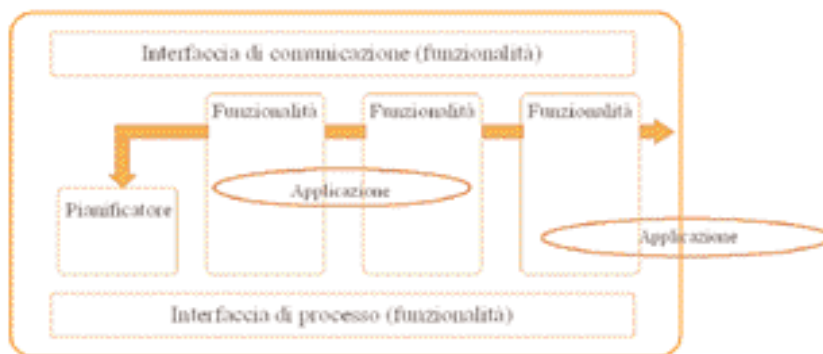 Interfaccia di comunicazione (funzionalità)
Funzionalità
Funzionalità
Funzionalità
Applicazione
Pianificatore
Applicazione
Interfaccia di processo (funzionalità)